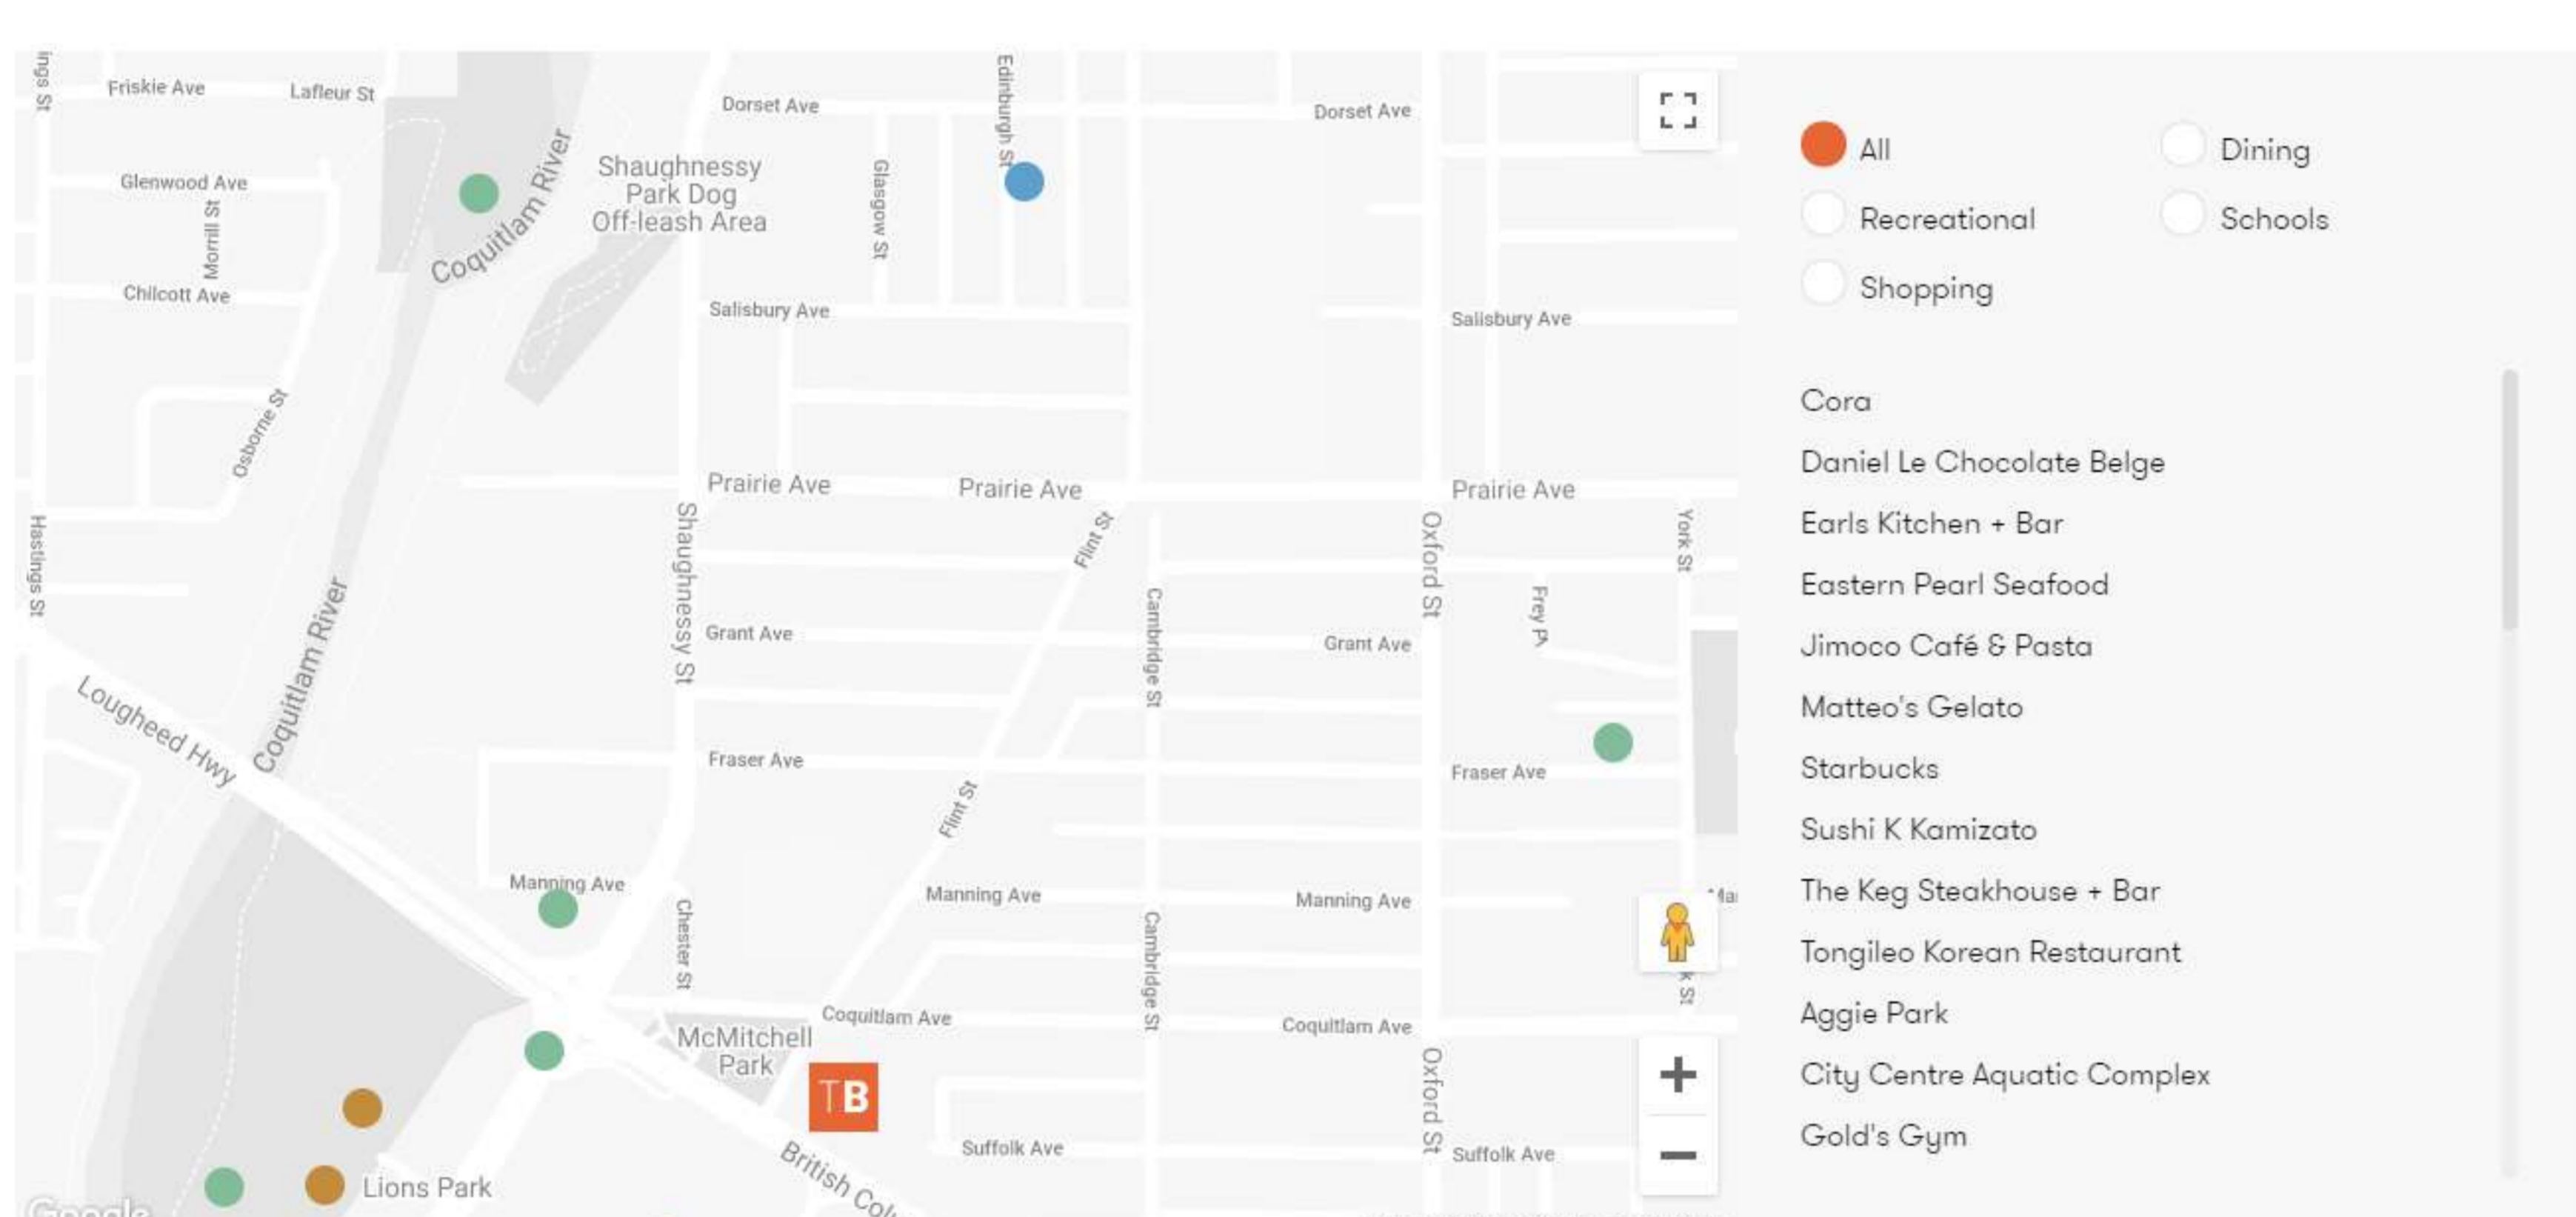 ings St
Friskie Ave
Lafleur St
Glenwood Ave
Morrill St
Chilcott Ave
Osborne St
Hastings St
Coquitlam River
Coquitlam River
Lougheed Hwy
Shaughnessy
Park Dog
Off-leash Area
Dorset Ave
Edinburgh St
Dorset Ave
Glasgow St
Salisbury Ave
Salisbury Ave
Prairie Ave
Prairie Ave
Prairie Ave
Shaughnessy St
Flint St
Oxford St
York St
Cambridge St
Grant Ave
Grant Ave
Frey Pl
Fraser Ave
Fraser Ave
Flint St
Manning Ave
Manning Ave
Manning Ave
Chester St
Cambridge St
k St
Coquitlam Ave
Coquitlam Ave
McMitchell
Park
TB
Oxford St
Suffolk Ave
Suffolk Ave
British Colu
Lions Park
Google
All
Dining
Recreational
Schools
Shopping
Cora
Daniel Le Chocolate Belge
Earls Kitchen + Bar
Eastern Pearl Seafood
Jimoco Café & Pasta
Matteo's Gelato
Starbucks
Sushi K Kamizato
The Keg Steakhouse + Bar
Tongileo Korean Restaurant
Aggie Park
City Centre Aquatic Complex
Gold's Gym